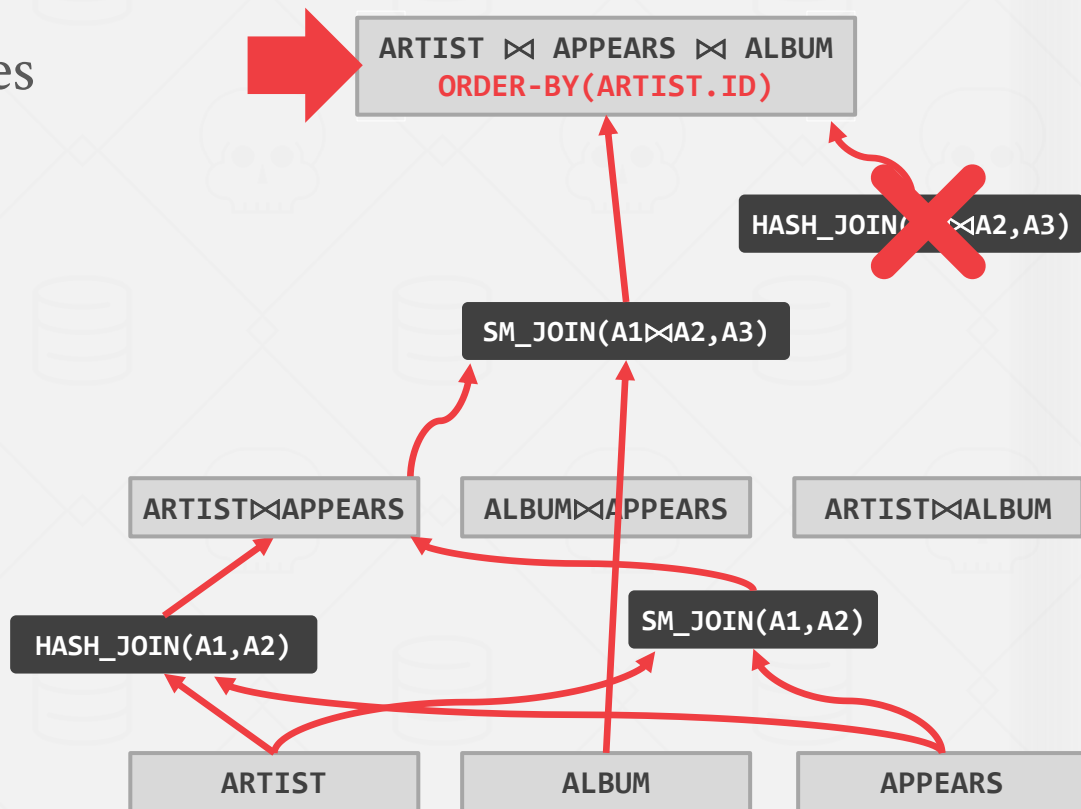 es
ARTIST ⋈ APPEARS ⋈ ALBUM
ORDER-BY(ARTIST.ID)
HASH_JOIN( ⋈A2,A3)
SM_JOIN(A1⋈A2,A3)
ARTIST⋈APPEARS
ALBUM⋈APPEARS
ARTIST⋈ALBUM
HASH_JOIN(A1,A2)
SM_JOIN(A1,A2)
ARTIST
ALBUM
APPEARS